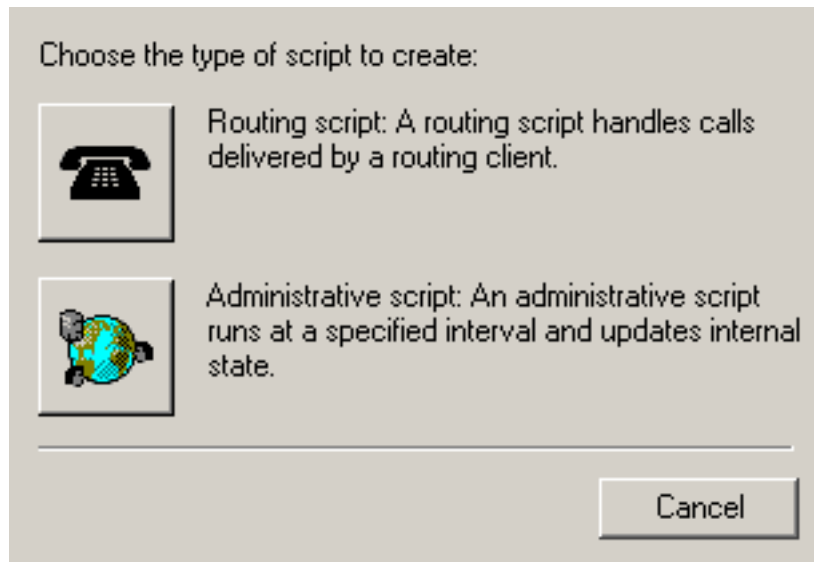 Choose the type of script to create:
Routing script: A routing script handles calls
delivered by a routing client.
Administrative script: An administrative script
runs at a specified interval and updates internal
state.
Cancel